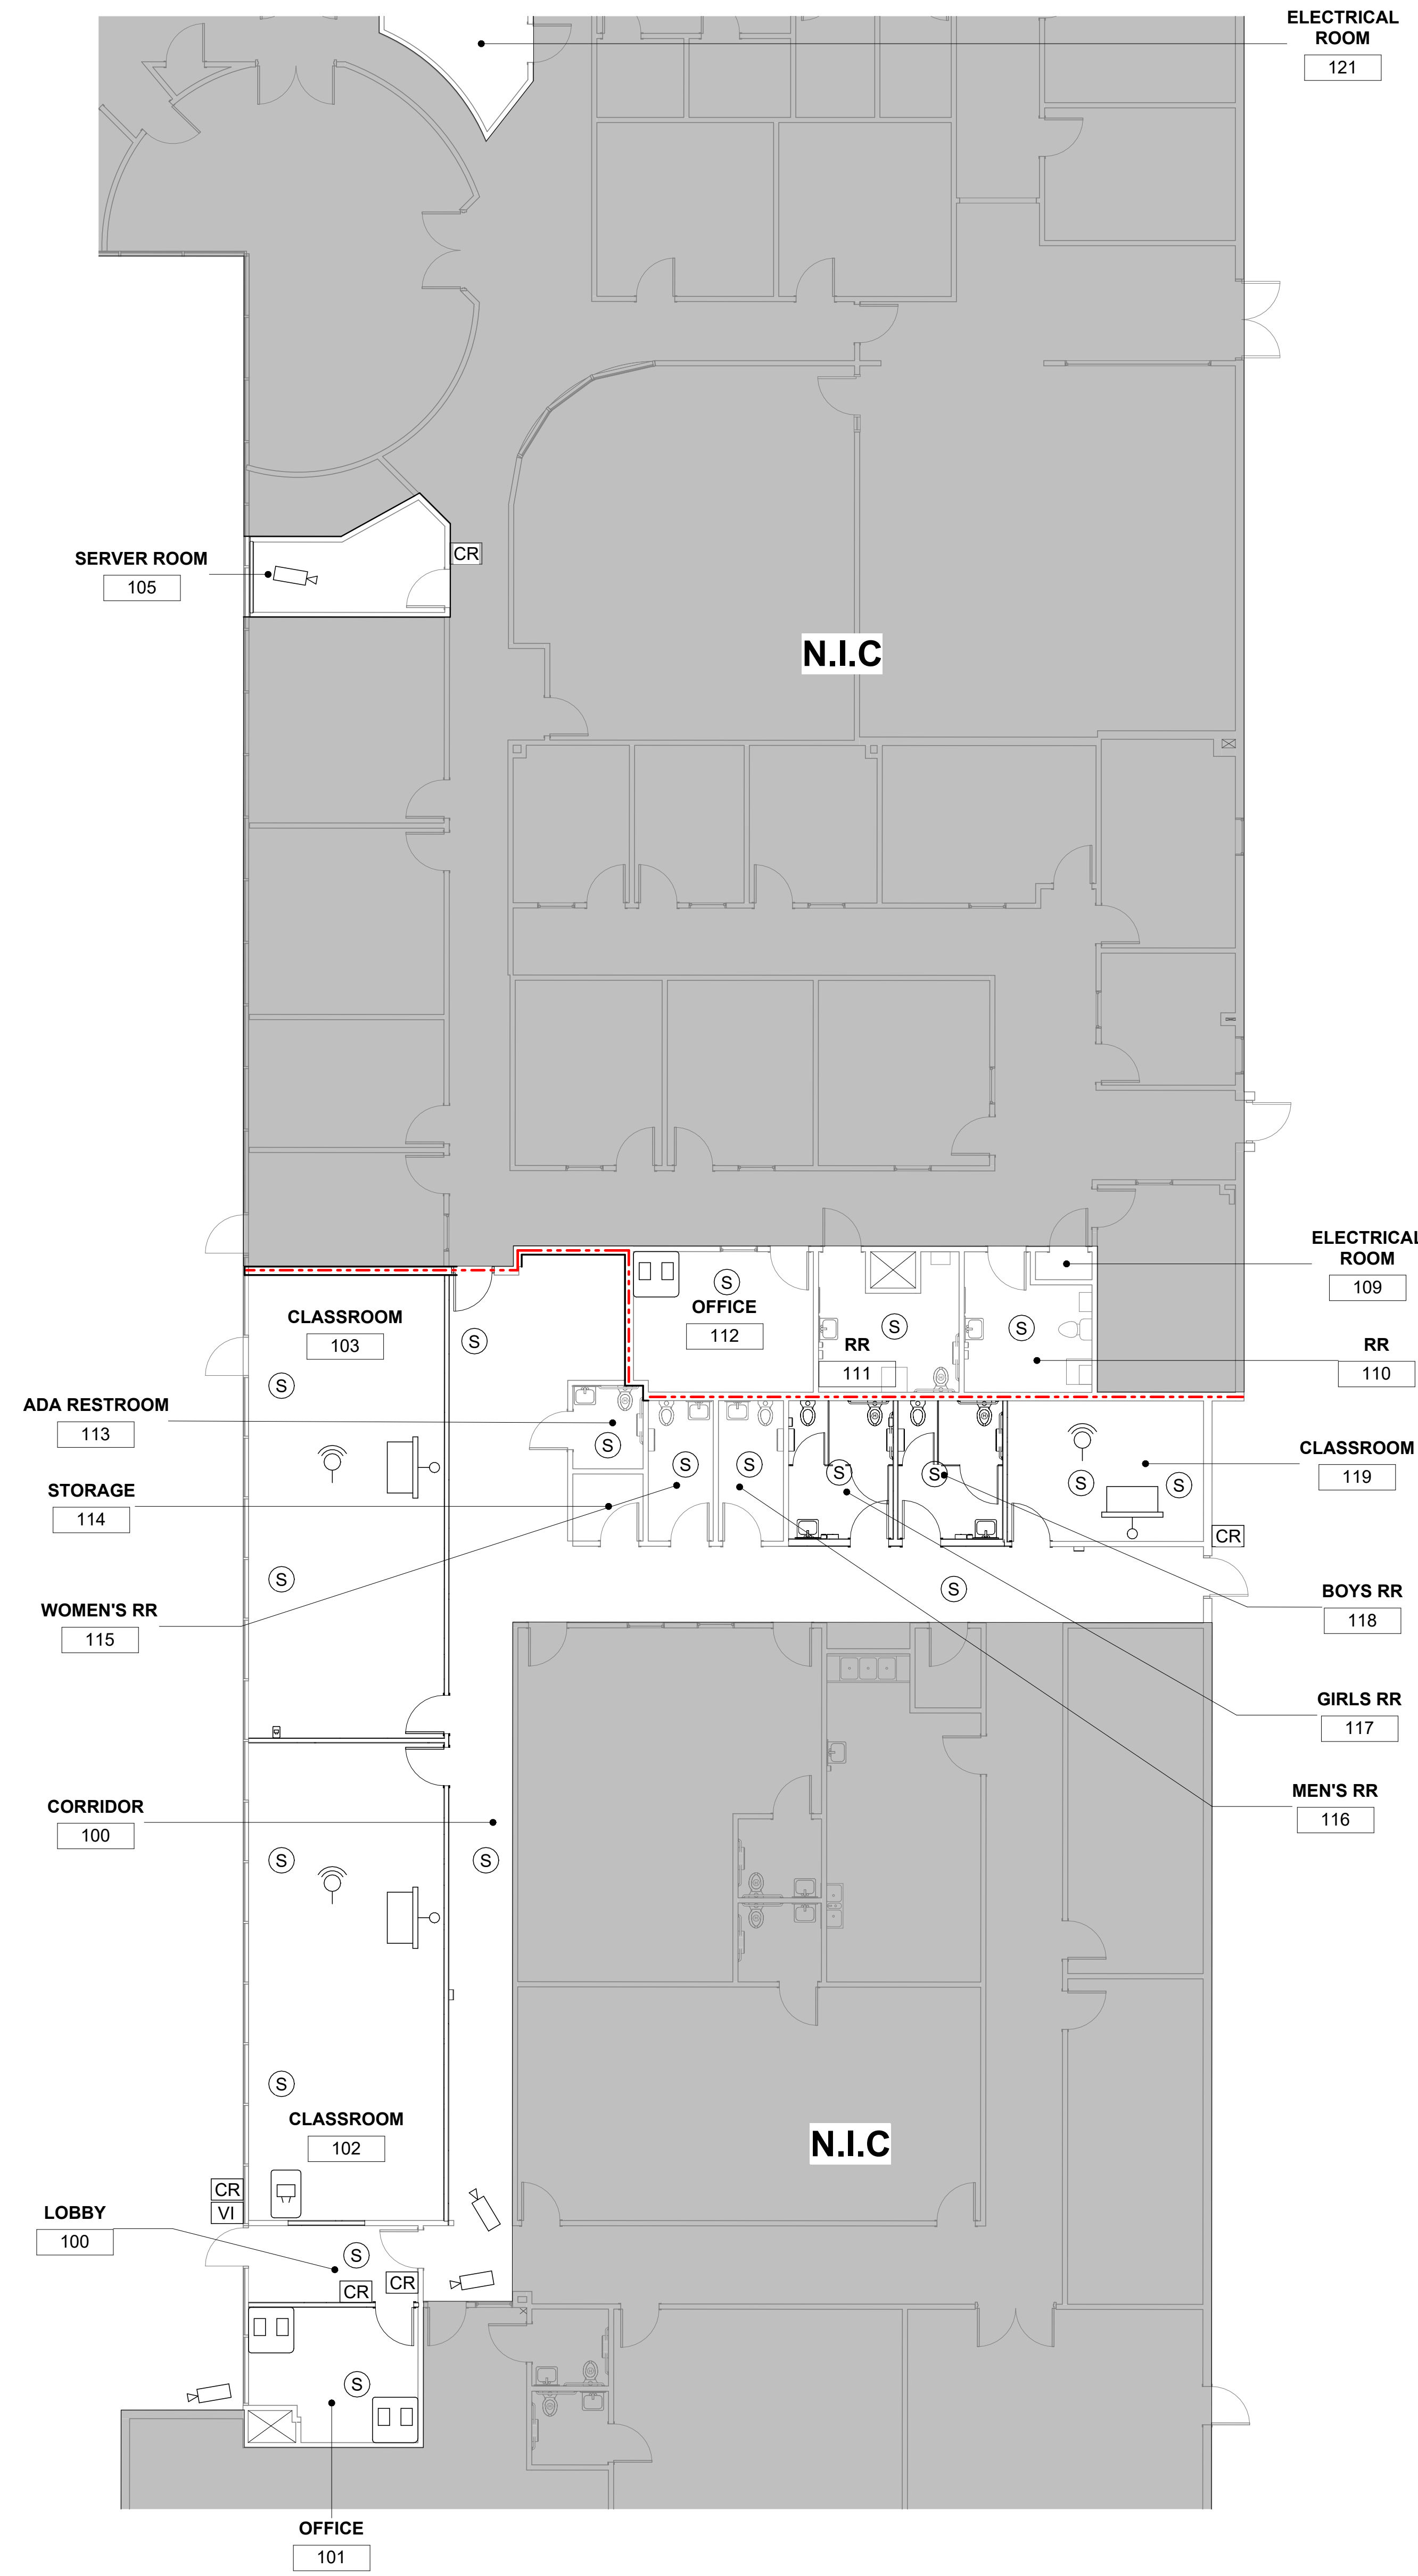 ELECTRICAL
ROOM
121
SERVER ROOM
105
CR
N.I.C
ELECTRICAL
ROOM
109
S
OFFICE
112
CLASSROOM
103
S
S
S
RR
111
RR
110
S
ADA RESTROOM
113
S
CLASSROOM
119
S
S
S
S
S
S
STORAGE
114
CR
S
S
WOMEN'S RR
115
BOYS RR
118
GIRLS RR
117
MEN'S RR
116
CORRIDOR
100
S
S
S
CLASSROOM
102
N.I.C
CR
VI
LOBBY
100
S
CR
CR
S
OFFICE
101